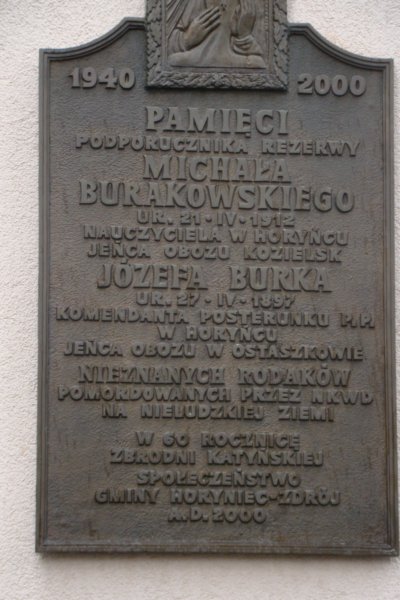 1940 2000
PAMIĘCI
PODPORUCZNIKA REZERWY
MICHAŁA
BURAKOWSKIEGO
UR. 21 · IV · 1912
NAUCZYCIELA W HORYŃCU
JEŃCA OBOZU KOZIELSK
JÓZEFA BURKA
UR. 27 · IV · 1897
KOMENDANTA POSTERUNKU P.P.
W HORYŃCU
JEŃCA OBOZU W OSTASZKOWIE
NIEZNANYCH RODAKÓW
POMORDOWANYCH PRZEZ NKWD
NA NIELUDZKIEJ ZIEMI
W 60 ROCZNICĘ
ZBRODNI KATYŃSKIEJ
SPOŁECZEŃSTWO
GMINY HORYNIEC-ZDRÓJ
A.D. 2000